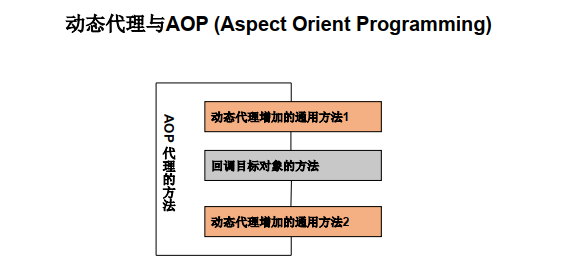 动态代理与AOP (Aspect Orient Programming)
AOP代理的方法
动态代理增加的通用方法1
回调目标对象的方法
动态代理增加的通用方法2